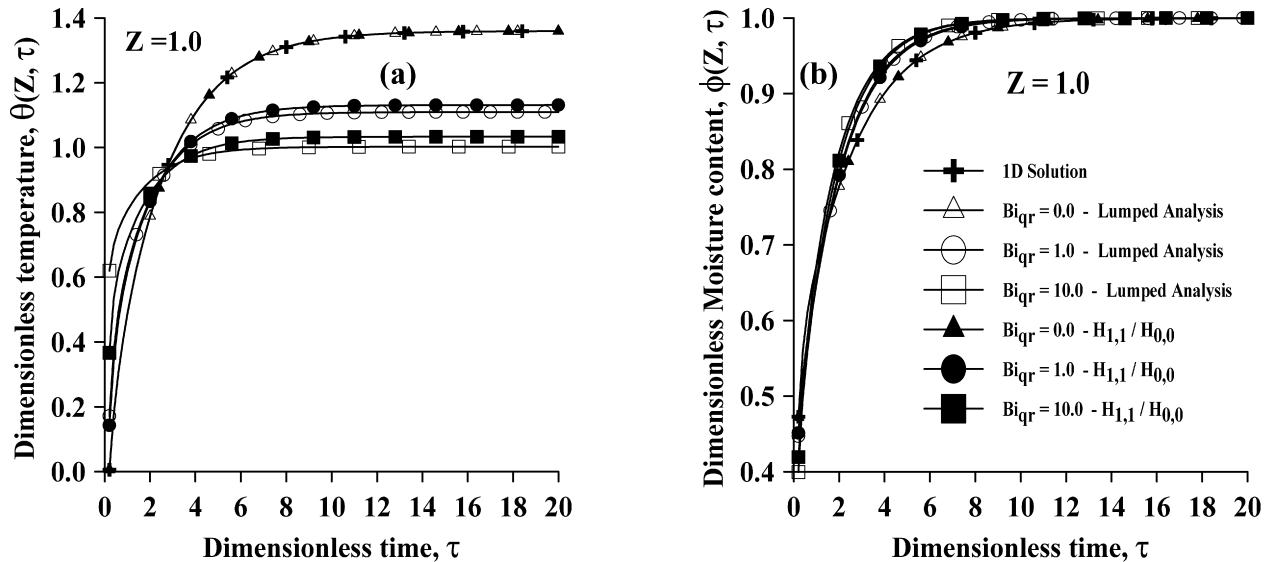 1.4
1.2
1.0
0.8
0.6
0.4
0.2
0.0
Dimensionless temperature, θ(Z, τ)
Z =1.0
(a)
0 2 4 6 8 10 12 14 16 18 20
Dimensionless time, τ
1.0
0.9
0.8
0.7
0.6
0.5
0.4
Dimensionless Moisture content, ϕ(Z, τ)
(b)
Z = 1.0
1D Solution
Bi_qr = 0.0 - Lumped Analysis
Bi_qr = 1.0 - Lumped Analysis
Bi_qr = 10.0 - Lumped Analysis
Bi_qr = 0.0 - H_1,1 / H_0,0
Bi_qr = 1.0 - H_1,1 / H_0,0
Bi_qr = 10.0 - H_1,1 / H_0,0
0 2 4 6 8 10 12 14 16 18 20
Dimensionless time, τ